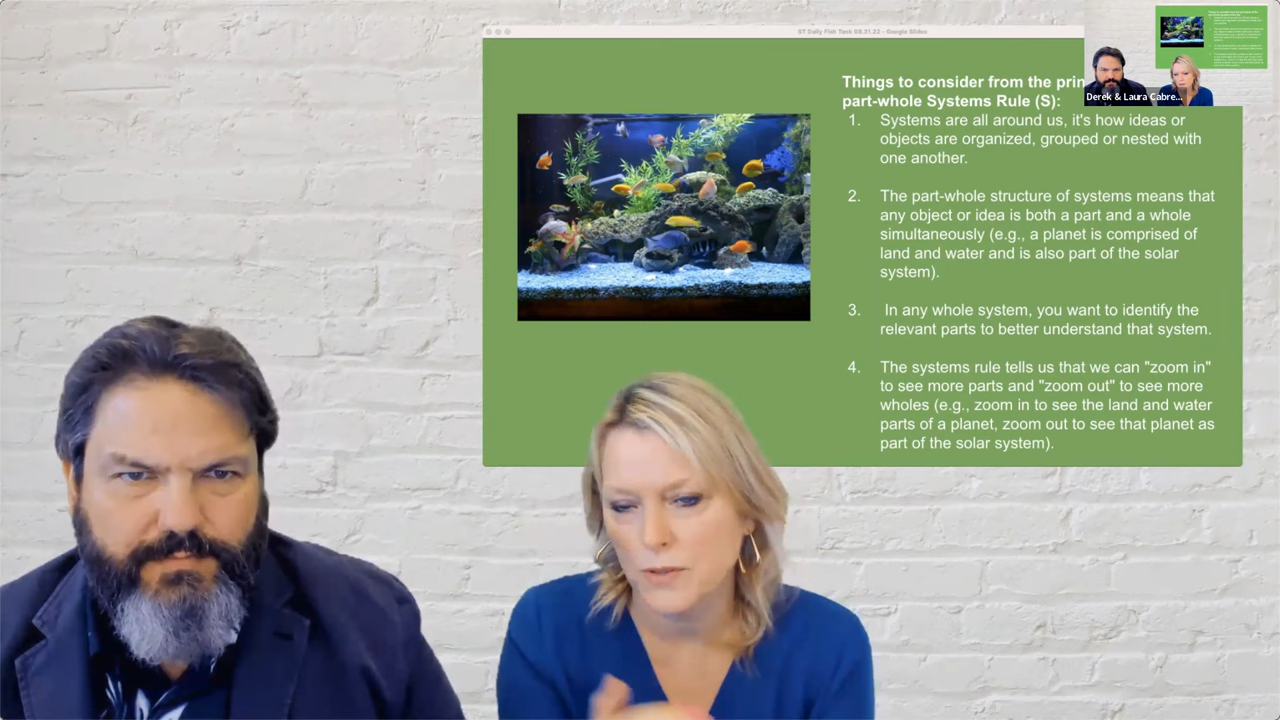 ST Daily Fish Tank 08.31.22 - Google Slides
Things to consider from the prin
part-whole Systems Rule (S):
1. Systems are all around us, it's how ideas or
objects are organized, grouped or nested with
one another.
2. The part-whole structure of systems means that
any object or idea is both a part and a whole
simultaneously (e.g., a planet is comprised of
land and water and is also part of the solar
system).
3. In any whole system, you want to identify the
relevant parts to better understand that system.
4. The systems rule tells us that we can "zoom in"
to see more parts and "zoom out" to see more
wholes (e.g., zoom in to see the land and water
parts of a planet, zoom out to see that planet as
part of the solar system).
Derek & Laura Cabre...